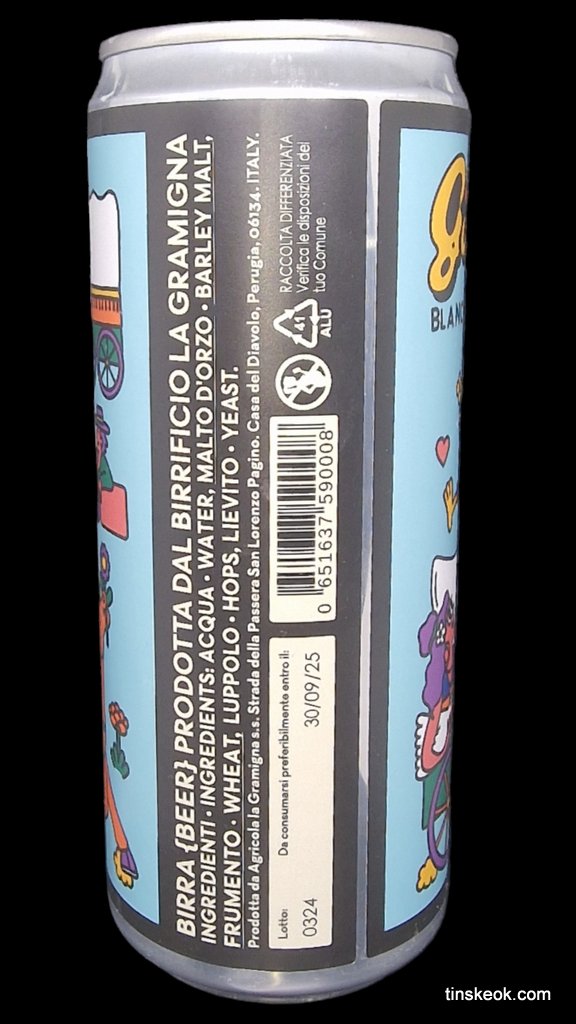 BIRRA {BEER} PRODOTTA DAL BIRRIFICIO LA GRAMIGNA
INGREDIENTI • INGREDIENTS: ACQUA • WATER, MALTO D'ORZO • BARLEY MALT,
FRUMENTO • WHEAT, LUPPOLO • HOPS, LIEVITO • YEAST.
Prodotta da Agricola la Gramigna s.s. Strada della Passera San Lorenzo Pagino. Casa del Diavolo, Perugia, 06134. ITALY.
Lotto:
0324
Da consumarsi preferibilmente entro il:
30/09/25
0 651637 590008
41
ALU
RACCOLTA DIFFERENZIATA
Verifica le disposizioni del
tuo Comune
tinskeok.com